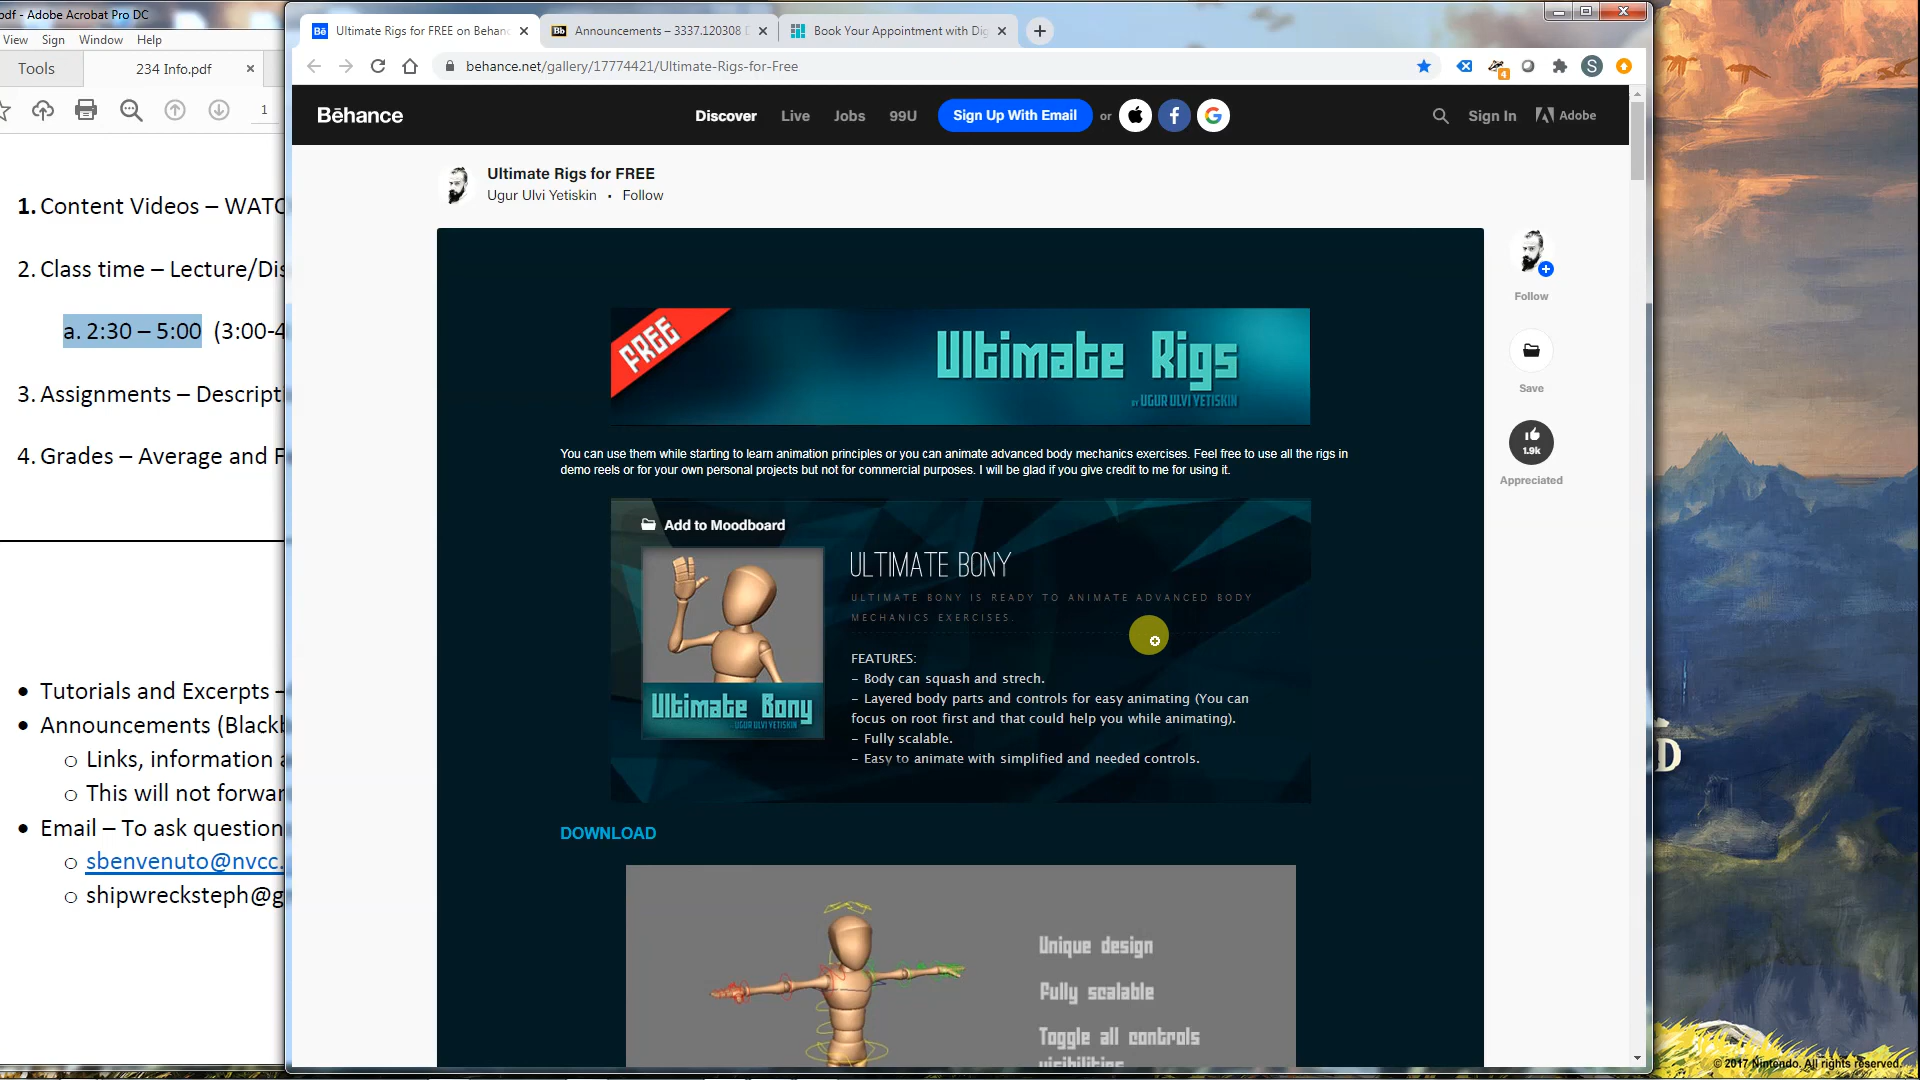 pdf - Adobe Acrobat Pro DC
View Sign Window Help
Tools
234 Info.pdf
1
1. Content Videos – WATC
2. Class time – Lecture/Dis
a. 2:30 – 5:00 (3:00-4
3. Assignments – Descripti
4. Grades – Average and F
• Tutorials and Excerpts –
• Announcements (Blackb
○ Links, information a
○ This will not forwar
• Email – To ask question
○ sbenvenuto@nvcc.
○ shipwrecksteph@g
Ultimate Rigs for FREE on Behanc
Bb Announcements – 3337.120308 D
Book Your Appointment with Dig
behance.net/gallery/17774421/Ultimate-Rigs-for-Free
4
S
Bēhance
Discover Live Jobs 99U Sign Up With Email or
Sign In Adobe
Ultimate Rigs for FREE
Ugur Ulvi Yetiskin • Follow
FREE
Ultimate Rigs
BY UGUR ULVI YETISKIN
You can use them while starting to learn animation principles or you can animate advanced body mechanics exercises. Feel free to use all the rigs in
demo reels or for your own personal projects but not for commercial purposes. I will be glad if you give credit to me for using it.
Add to Moodboard
Ultimate Bony
UGUR ULVI YETISKIN
ULTIMATE BONY
ULTIMATE BONY IS READY TO ANIMATE ADVANCED BODY
MECHANICS EXERCISES.
FEATURES:
– Body can squash and strech.
– Layered body parts and controls for easy animating (You can
focus on root first and that could help you while animating).
– Fully scalable.
– Easy to animate with simplified and needed controls.
DOWNLOAD
Unique design
Fully scalable
Toggle all controls
visibilities
Follow
Save
1.9k
Appreciated
D
© 2017 Nintendo. All rights reserved.